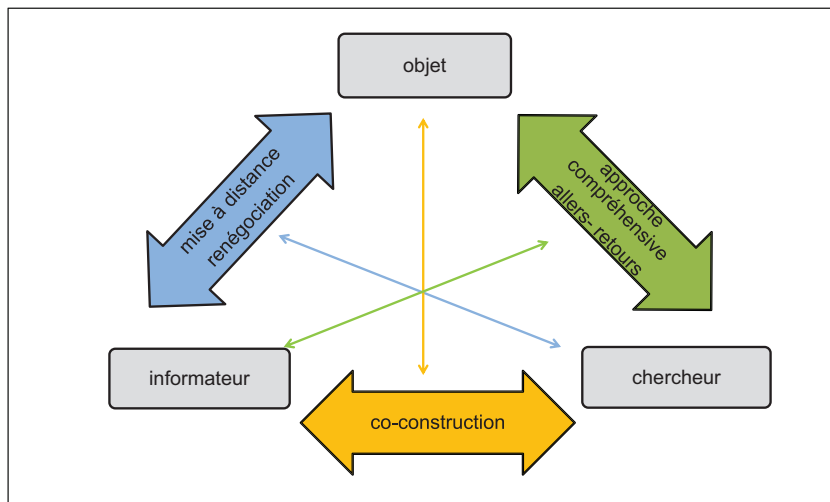 objet
mise à distance
renégociation
approche
compréhensive
allers- retours
informateur
chercheur
co-construction